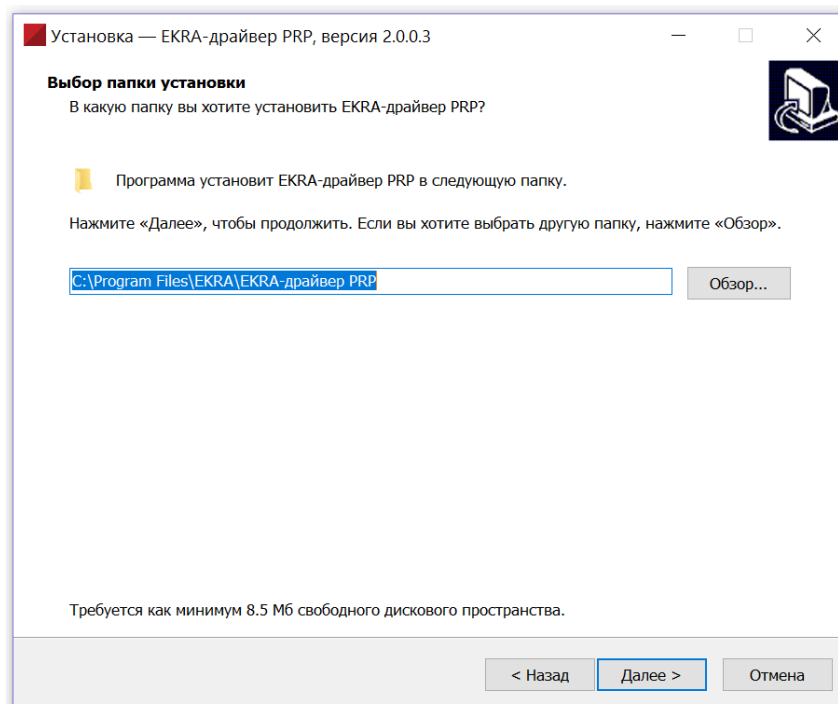 Установка — EKRA-драйвер PRP, версия 2.0.0.3
Выбор папки установки
В какую папку вы хотите установить EKRA-драйвер PRP?
Программа установит EKRA-драйвер PRP в следующую папку.
Нажмите «Далее», чтобы продолжить. Если вы хотите выбрать другую папку, нажмите «Обзор».
C:\Program Files\EKRA\EKRA-драйвер PRP
Обзор...
Требуется как минимум 8.5 Мб свободного дискового пространства.
< Назад
Далее >
Отмена